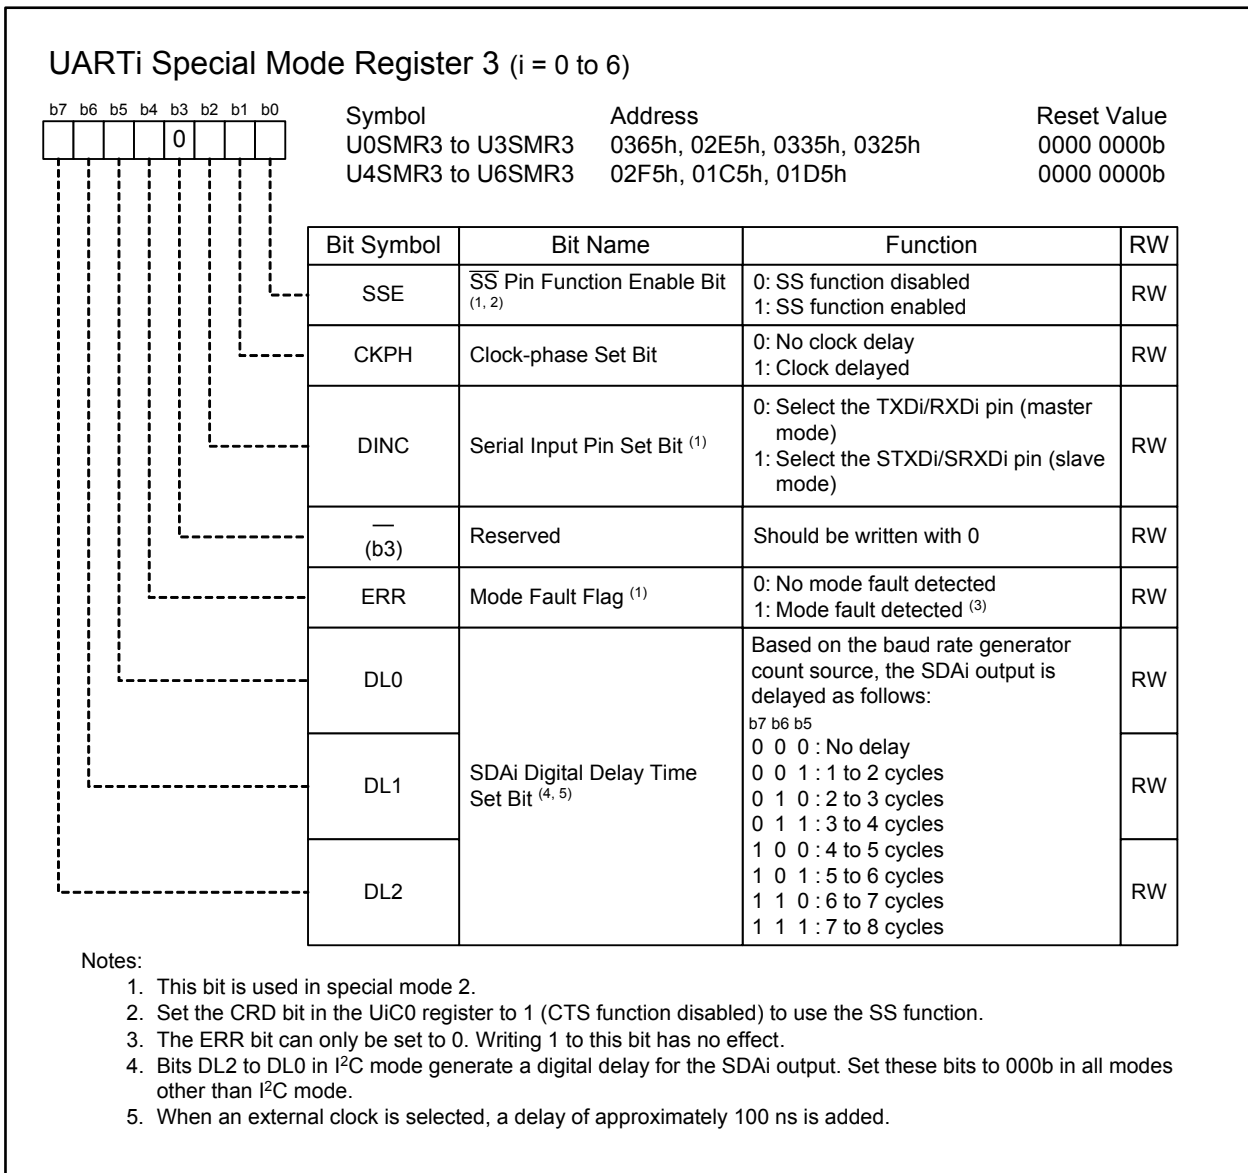 UARTi Special Mode Register 3 (i = 0 to 6)
b7 b6 b5 b4 b3 b2 b1 b0
0
Symbol Address Reset Value
U0SMR3 to U3SMR3 0365h, 02E5h, 0335h, 0325h 0000 0000b
U4SMR3 to U6SMR3 02F5h, 01C5h, 01D5h 0000 0000b
Bit Symbol Bit Name Function RW
SSE S̅S̅ Pin Function Enable Bit (1, 2) 0: SS function disabled RW
1: SS function enabled
CKPH Clock-phase Set Bit 0: No clock delay RW
1: Clock delayed
DINC Serial Input Pin Set Bit (1) 0: Select the TXDi/RXDi pin (master
mode)
1: Select the STXDi/SRXDi pin (slave
mode) RW
—
(b3) Reserved Should be written with 0 RW
ERR Mode Fault Flag (1) 0: No mode fault detected RW
1: Mode fault detected (3)
DL0 Based on the baud rate generator
count source, the SDAi output is RW
delayed as follows:
b7 b6 b5
0 0 0 : No delay
DL1 SDAi Digital Delay Time 0 0 1 : 1 to 2 cycles RW
Set Bit (4, 5) 0 1 0 : 2 to 3 cycles
0 1 1 : 3 to 4 cycles
1 0 0 : 4 to 5 cycles
DL2 1 0 1 : 5 to 6 cycles RW
1 1 0 : 6 to 7 cycles
1 1 1 : 7 to 8 cycles
Notes:
1. This bit is used in special mode 2.
2. Set the CRD bit in the UiC0 register to 1 (CTS function disabled) to use the SS function.
3. The ERR bit can only be set to 0. Writing 1 to this bit has no effect.
4. Bits DL2 to DL0 in I²C mode generate a digital delay for the SDAi output. Set these bits to 000b in all modes
other than I²C mode.
5. When an external clock is selected, a delay of approximately 100 ns is added.